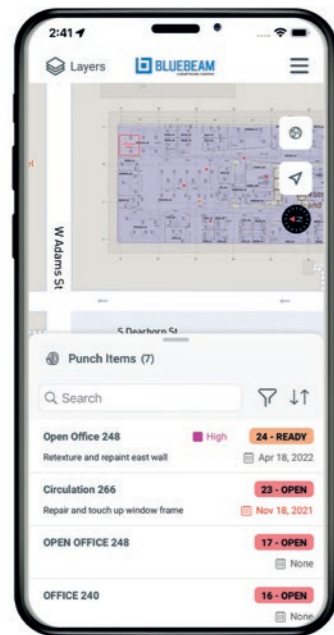 2:41
Layers
BLUEBEAM
W Adams St
S Dearborn St
Punch Items (7)
Search
Open Office 248 High 24 - READY
Retexture and repaint east wall Apr 18, 2022
Circulation 266 23 - OPEN
Repair and touch up window frame Nov 18, 2021
OPEN OFFICE 248 17 - OPEN
None
OFFICE 240 16 - OPEN
None